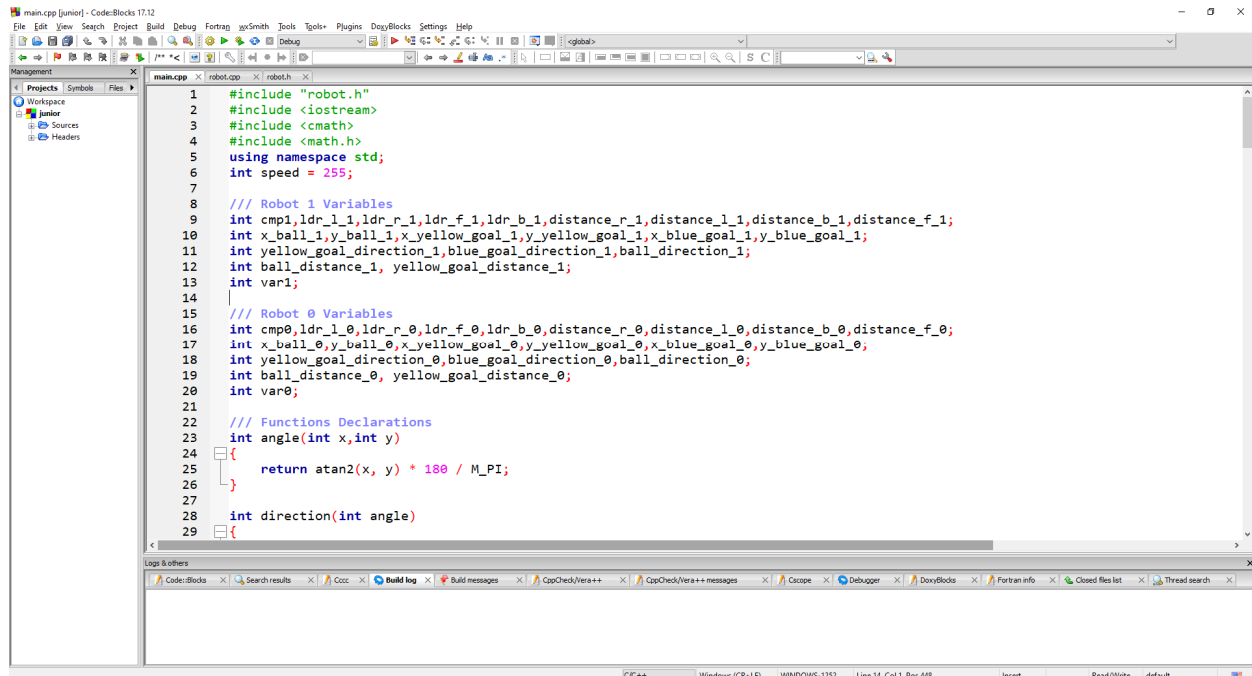 main.cpp [junior] - Code::Blocks 17.12
File Edit View Search Project Build Debug Fortran wxSmith Tools Tools+ Plugins DoxyBlocks Settings Help
Debug <global>
/** *< S C
Management
Projects Symbols Files
Workspace
junior
Sources
Headers
main.cpp robot.cpp robot.h
1 #include "robot.h"
2 #include <iostream>
3 #include <cmath>
4 #include <math.h>
5 using namespace std;
6 int speed = 255;
7
8 /// Robot 1 Variables
9 int cmp1,ldr_l_1,ldr_r_1,ldr_f_1,ldr_b_1,distance_r_1,distance_l_1,distance_b_1,distance_f_1;
10 int x_ball_1,y_ball_1,x_yellow_goal_1,y_yellow_goal_1,x_blue_goal_1,y_blue_goal_1;
11 int yellow_goal_direction_1,blue_goal_direction_1,ball_direction_1;
12 int ball_distance_1, yellow_goal_distance_1;
13 int var1;
14
15 /// Robot 0 Variables
16 int cmp0,ldr_l_0,ldr_r_0,ldr_f_0,ldr_b_0,distance_r_0,distance_l_0,distance_b_0,distance_f_0;
17 int x_ball_0,y_ball_0,x_yellow_goal_0,y_yellow_goal_0,x_blue_goal_0,y_blue_goal_0;
18 int yellow_goal_direction_0,blue_goal_direction_0,ball_direction_0;
19 int ball_distance_0, yellow_goal_distance_0;
20 int var0;
21
22 /// Functions Declarations
23 int angle(int x,int y)
24 {
25 return atan2(x, y) * 180 / M_PI;
26 }
27
28 int direction(int angle)
29 {
Logs & others
Code::Blocks Search results Cccc Build log Build messages CppCheck/Vera++ CppCheck/Vera++ messages Cscope Debugger DoxyBlocks Fortran info Closed files list Thread search
C/C++ Windows (CR+LF) WINDOWS-1252 Line 14, Col 1, Pos 448 Insert Read/Write default